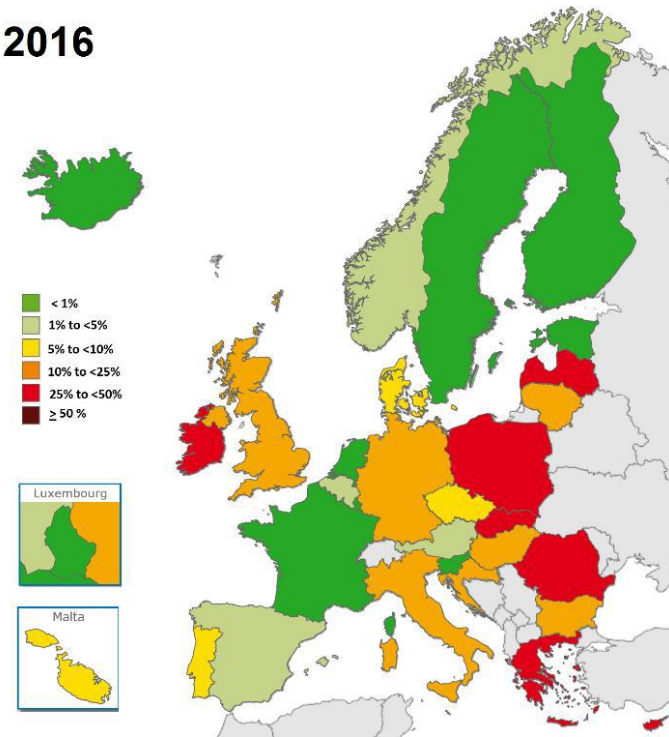 2016
< 1%
1% to <5%
5% to <10%
10% to <25%
25% to <50%
≥ 50 %
Luxembourg
Malta